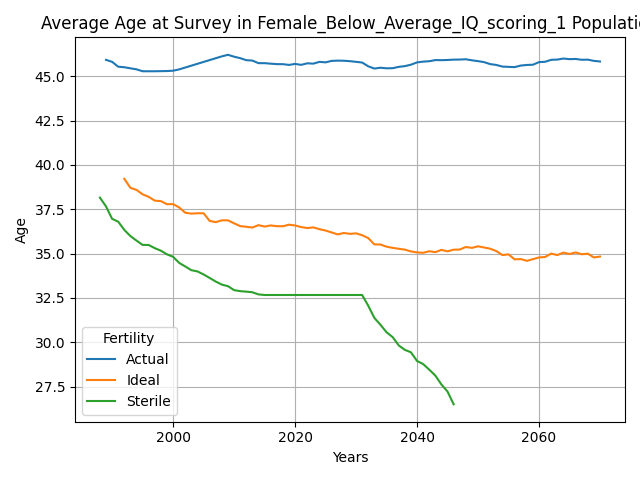 Average Age at Survey in Female_Below_Average_IQ_scoring_1 Populati
45.0
42.5
40.0
37.5
35.0
32.5
30.0
27.5
Age
Fertility
Actual
Ideal
Sterile
2000 2020 2040 2060
Years